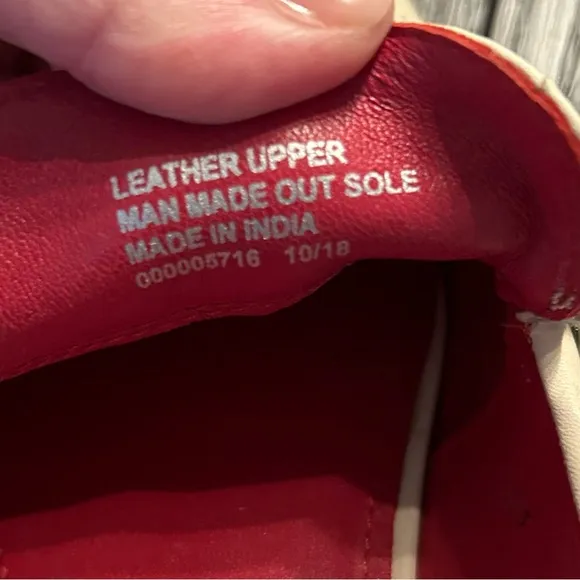 LEATHER UPPER
MAN MADE OUT SOLE
MADE IN INDIA
000005716 10/18